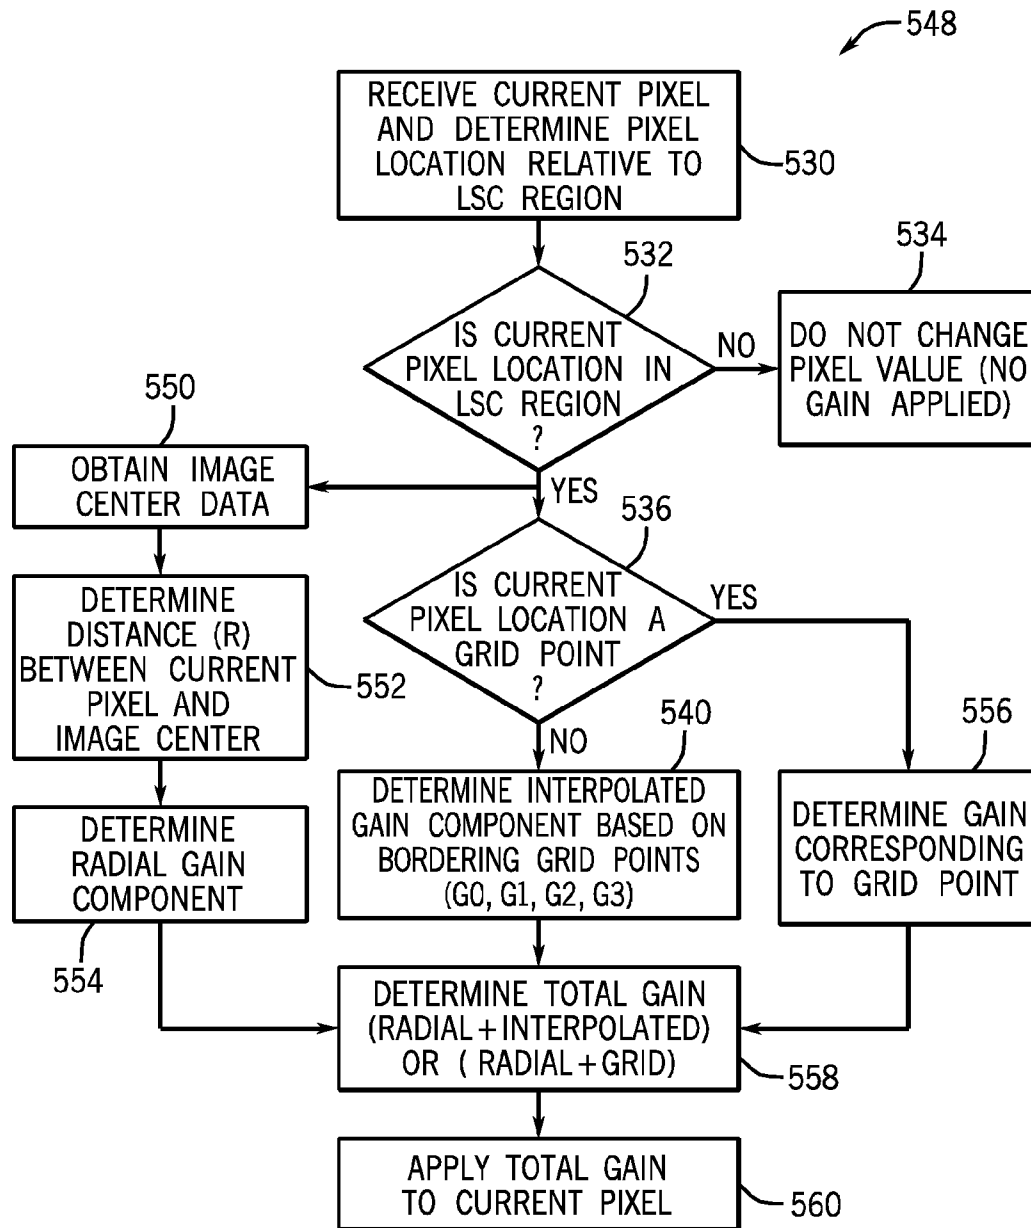 548
RECEIVE CURRENT PIXEL
AND DETERMINE PIXEL
LOCATION RELATIVE TO
LSC REGION
530
532
IS CURRENT
PIXEL LOCATION IN
LSC REGION
?
NO
534
DO NOT CHANGE
PIXEL VALUE (NO
GAIN APPLIED)
YES
550
OBTAIN IMAGE
CENTER DATA
DETERMINE
DISTANCE (R)
BETWEEN CURRENT
PIXEL AND
IMAGE CENTER
552
DETERMINE
RADIAL GAIN
COMPONENT
554
536
IS CURRENT
PIXEL LOCATION A
GRID POINT
?
YES
NO
540
DETERMINE INTERPOLATED
GAIN COMPONENT BASED ON
BORDERING GRID POINTS
(G0, G1, G2, G3)
556
DETERMINE GAIN
CORRESPONDING
TO GRID POINT
DETERMINE TOTAL GAIN
(RADIAL+INTERPOLATED)
OR ( RADIAL+GRID)
558
APPLY TOTAL GAIN
TO CURRENT PIXEL
560